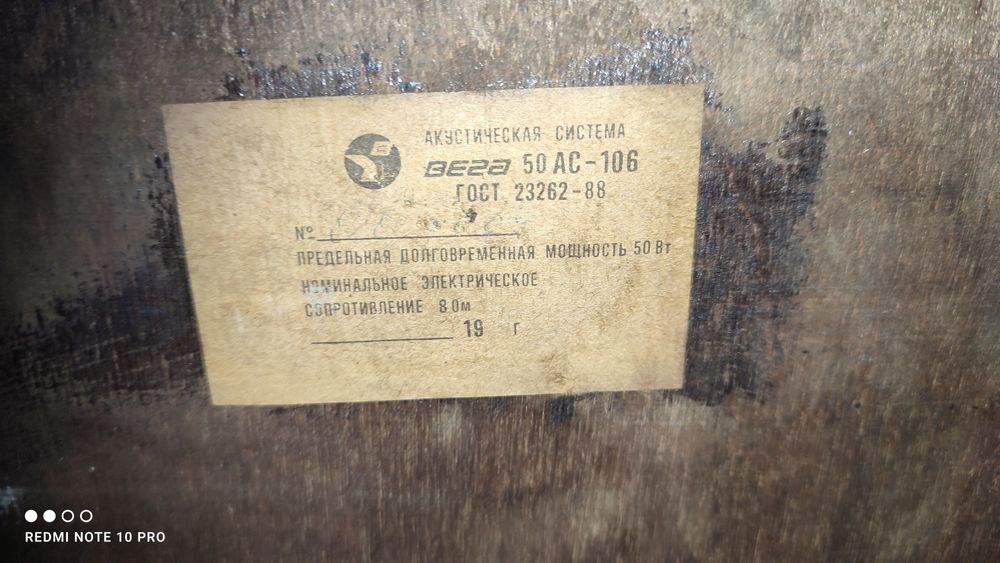 АКУСТИЧЕСКАЯ СИСТЕМА
ВЕГА 50 АС-106
ГОСТ 23262-88
№
ПРЕДЕЛЬНАЯ ДОЛГОВРЕМЕННАЯ МОЩНОСТЬ 50 Вт
НОМИНАЛЬНОЕ ЭЛЕКТРИЧЕСКОЕ
СОПРОТИВЛЕНИЕ 8 Ом
19 г
REDMI NOTE 10 PRO